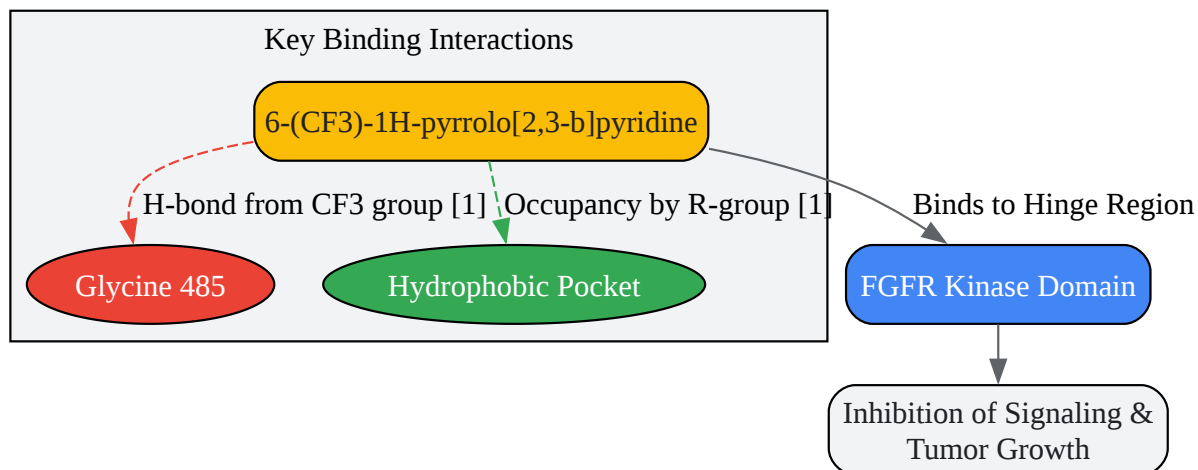 Key Binding Interactions
6-(CF3)-1H-pyrrolo[2,3-b]pyridine
H-bond from CF3 group [1]
Occupancy by R-group [1]
Binds to Hinge Region
Glycine 485
Hydrophobic Pocket
FGFR Kinase Domain
Inhibition of Signaling &
Tumor Growth